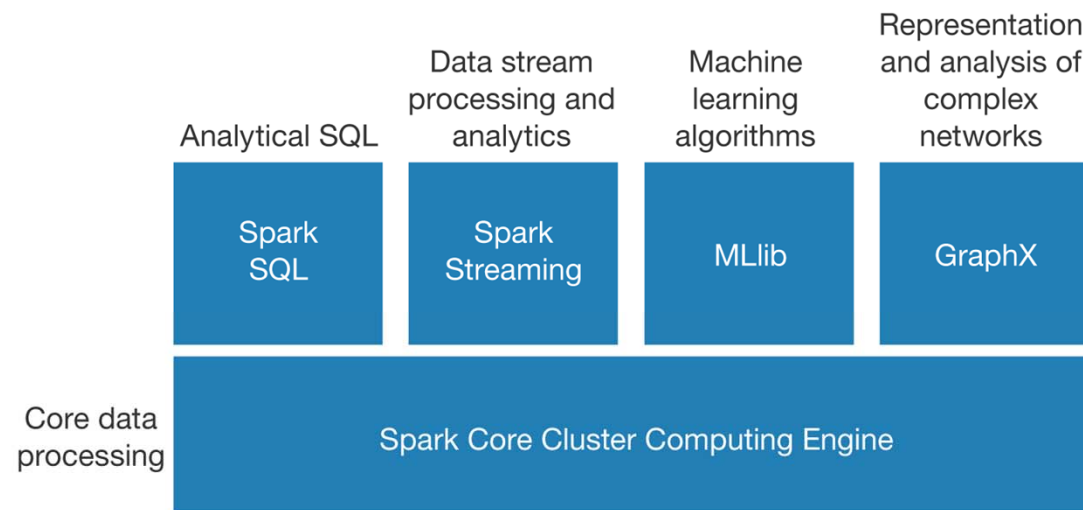 Analytical SQL
Data stream
processing and
analytics
Machine
learning
algorithms
Representation
and analysis of
complex
networks
Spark
SQL
Spark
Streaming
MLlib
GraphX
Core data
processing
Spark Core Cluster Computing Engine